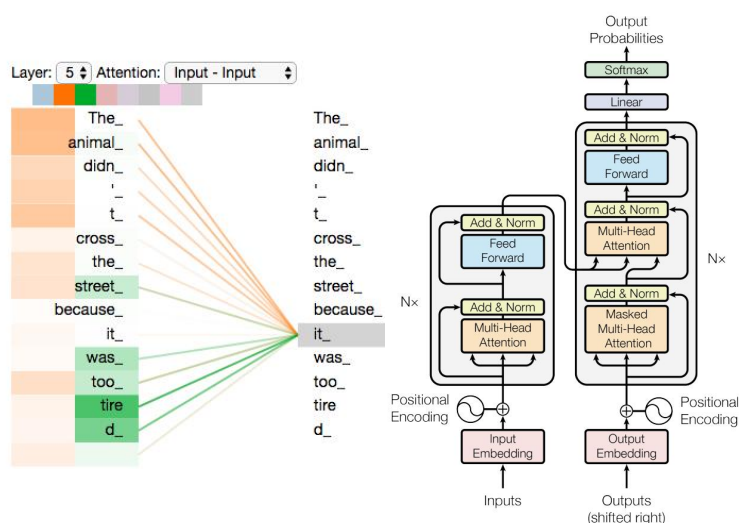 Layer: 5 Attention: Input - Input
The_ The_
animal_ animal_
didn_ didn_
'_ '_
t_ t_
cross_ cross_
the_ the_
street_ street_
because_ because_
it_ it_
was_ was_
too_ too_
tire tire
d_ d_
Output
Probabilities
Softmax
Linear
Add & Norm
Feed
Forward
Add & Norm
Multi-Head
Attention
Nx
Add & Norm
Masked
Multi-Head
Attention
Positional
Encoding
Output
Embedding
Outputs
(shifted right)
Add & Norm
Feed
Forward
Nx
Add & Norm
Multi-Head
Attention
Positional
Encoding
Input
Embedding
Inputs